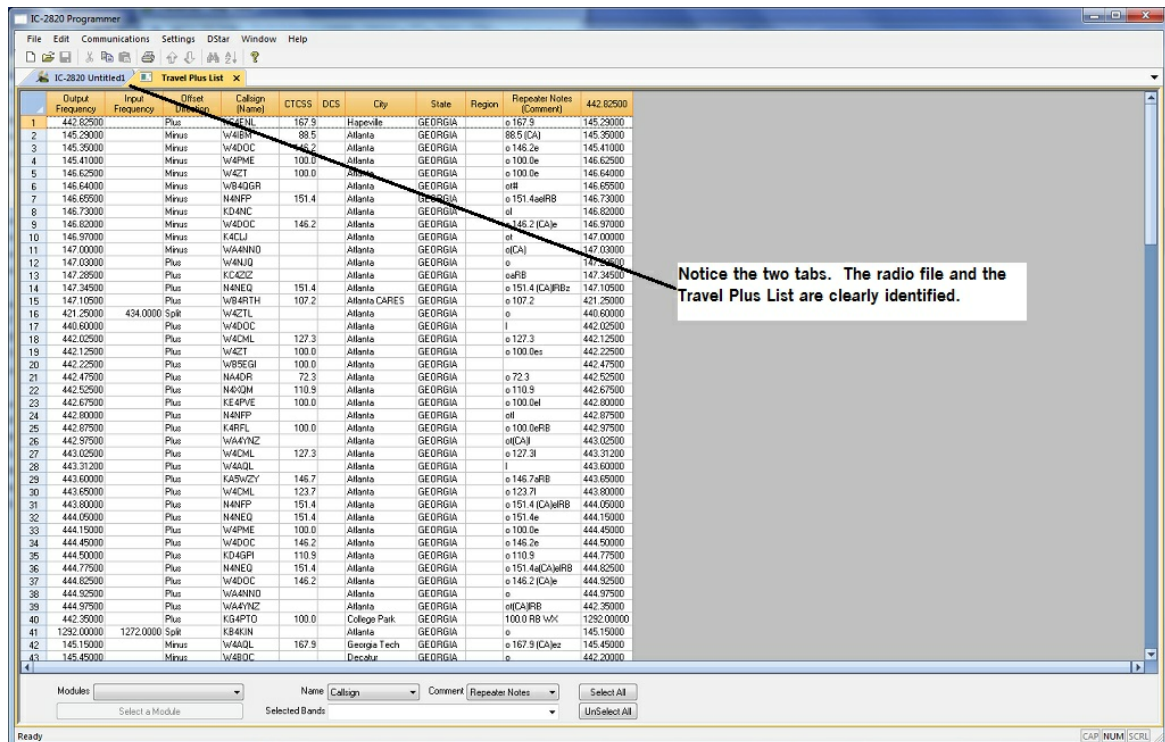 IC-2820 Programmer
File Edit Communications Settings DStar Window Help
IC-2820 Untitled1 Travel Plus List X
Output Frequency Input Frequency Offset Direction Callsign (Name) CTCSS DCS City State Region Repeater Notes (Comment) 442.82500
1 442.82500 Plus Hapeville GEORGIA o 167.9 145.29000
2 145.29000 Minus W4IBM 88.5 Atlanta GEORGIA 88.5 (CA) 145.35000
3 145.35000 Minus W4DOC 146.2 Atlanta GEORGIA o 146.2e 145.41000
4 145.41000 Minus W4PME 100.0 Atlanta GEORGIA o 100.0e 146.62500
5 146.62500 Minus W4ZT 100.0 Atlanta GEORGIA o 100.0e 146.64000
6 146.64000 Minus WB4QGR Atlanta GEORGIA ot# 146.65500
7 146.65500 Minus N4NFP 151.4 Atlanta GEORGIA o 151.4aelRB 146.73000
8 146.73000 Minus KD4NC Atlanta GEORGIA ol 146.82000
9 146.82000 Minus W4DOC 146.2 Atlanta GEORGIA o 146.2 (CA)e 146.97000
10 146.97000 Minus K4CLJ Atlanta GEORGIA ot 147.00000
11 147.00000 Minus WA4NNO Atlanta GEORGIA o(CA) 147.03000
12 147.03000 Plus W4NJQ Atlanta GEORGIA o 147.28500
13 147.28500 Plus KC4ZIZ Atlanta GEORGIA oaRB 147.34500
14 147.34500 Plus N4NEQ 151.4 Atlanta GEORGIA o 151.4 (CA)lRBz 147.10500
15 147.10500 Plus WB4RTH 107.2 Atlanta CARES GEORGIA o 107.2 421.25000
16 421.25000 434.0000 Split W4ZTL Atlanta GEORGIA o 440.60000
17 440.60000 Plus W4DOC Atlanta GEORGIA l 442.02500
18 442.02500 Plus W4CML 127.3 Atlanta GEORGIA o 127.3 442.12500
19 442.12500 Plus W4ZT 100.0 Atlanta GEORGIA o 100.0es 442.22500
20 442.22500 Plus WB5EGI 100.0 Atlanta GEORGIA 442.47500
21 442.47500 Plus NA4DR 72.3 Atlanta GEORGIA o 72.3 442.52500
22 442.52500 Plus N4XQM 110.9 Atlanta GEORGIA o 110.9 442.67500
23 442.67500 Plus KE4PVE 100.0 Atlanta GEORGIA o 100.0el 442.80000
24 442.80000 Plus N4NFP Atlanta GEORGIA otl 442.87500
25 442.87500 Plus K4RFL 100.0 Atlanta GEORGIA o 100.0eRB 442.97500
26 442.97500 Plus WA4YNZ Atlanta GEORGIA ot(CA)l 443.02500
27 443.02500 Plus W4CML 127.3 Atlanta GEORGIA o 127.3l 443.31200
28 443.31200 Plus W4AQL Atlanta GEORGIA l 443.60000
29 443.60000 Plus KA5WZY 146.7 Atlanta GEORGIA o 146.7aRB 443.65000
30 443.65000 Plus W4CML 123.7 Atlanta GEORGIA o 123.7l 443.80000
31 443.80000 Plus N4NFP 151.4 Atlanta GEORGIA o 151.4 (CA)elRB 444.05000
32 444.05000 Plus N4NEQ 151.4 Atlanta GEORGIA o 151.4e 444.15000
33 444.15000 Plus W4PME 100.0 Atlanta GEORGIA o 100.0e 444.45000
34 444.45000 Plus W4DOC 146.2 Atlanta GEORGIA o 146.2e 444.50000
35 444.50000 Plus KD4GPI 110.9 Atlanta GEORGIA o 110.9 444.77500
36 444.77500 Plus N4NEQ 151.4 Atlanta GEORGIA o 151.4a(CA)elRB 444.82500
37 444.82500 Plus W4DOC 146.2 Atlanta GEORGIA o 146.2 (CA)e 444.92500
38 444.92500 Plus WA4NNO Atlanta GEORGIA o 444.97500
39 444.97500 Plus WA4YNZ Atlanta GEORGIA ot(CA)RB 442.35000
40 442.35000 Plus KG4PTO 100.0 College Park GEORGIA 100.0 RB WX 1292.00000
41 1292.00000 1272.0000 Split KB4KIN Atlanta GEORGIA o 145.15000
42 145.15000 Minus W4AQL 167.9 Georgia Tech GEORGIA o 167.9 (CA)ez 145.45000
43 145.45000 Minus W4BOC Decatur GEORGIA o 442.20000
Notice the two tabs. The radio file and the
Travel Plus List are clearly identified.
Modules Name Callsign Comment Repeater Notes Select All
Select a Module Selected Bands UnSelect All
Ready CAP NUM SCRL